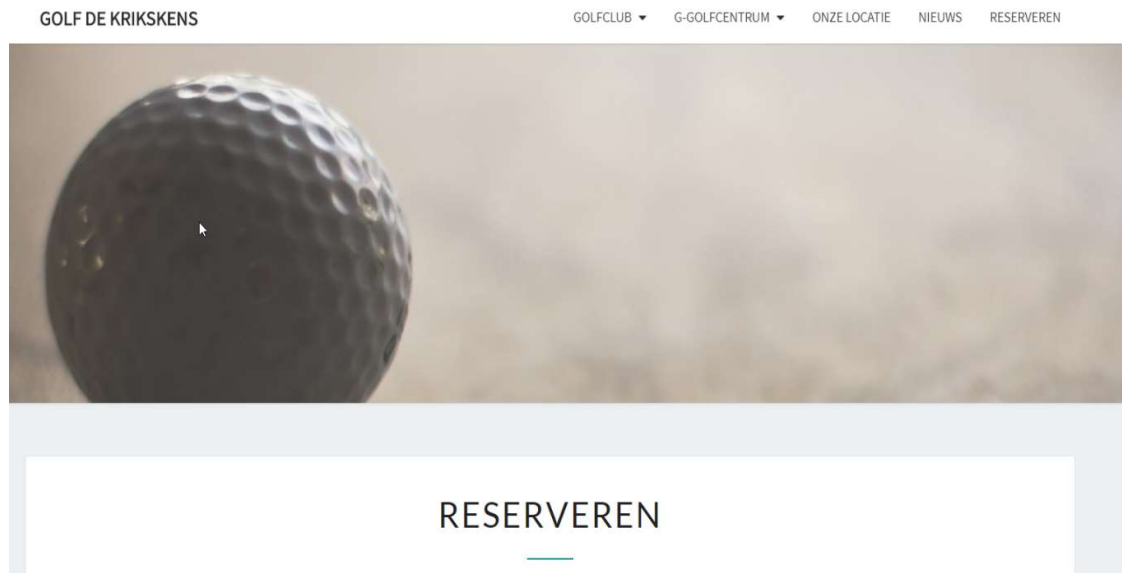 GOLF DE KRIKSKENS
GOLFCLUB G-GOLFCENTRUM ONZE LOCATIE NIEUWS RESERVEREN
RESERVEREN